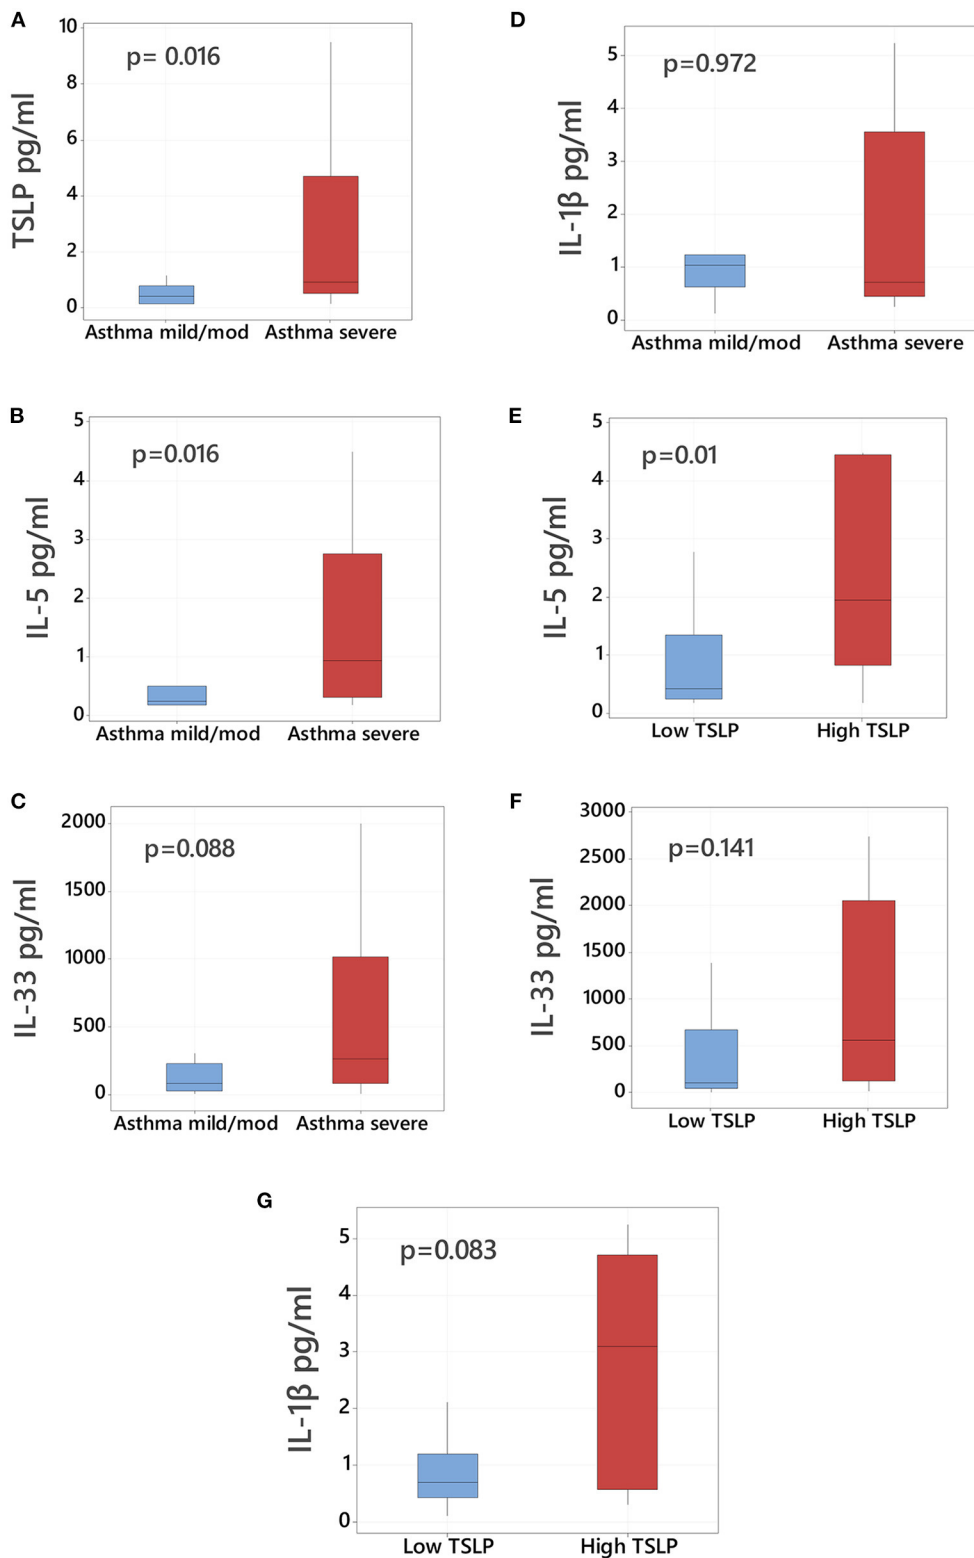 A
TSLP pg/ml
p= 0.016
10
8
6
4
2
0
Asthma mild/mod Asthma severe
D
IL-1β pg/ml
p=0.972
5
4
3
2
1
0
Asthma mild/mod Asthma severe
B
IL-5 pg/ml
p=0.016
5
4
3
2
1
0
Asthma mild/mod Asthma severe
E
IL-5 pg/ml
p=0.01
5
4
3
2
1
0
Low TSLP High TSLP
C
IL-33 pg/ml
p=0.088
2000
1500
1000
500
0
Asthma mild/mod Asthma severe
F
IL-33 pg/ml
p=0.141
3000
2500
2000
1500
1000
500
0
Low TSLP High TSLP
G
IL-1β pg/ml
p=0.083
5
4
3
2
1
0
Low TSLP High TSLP